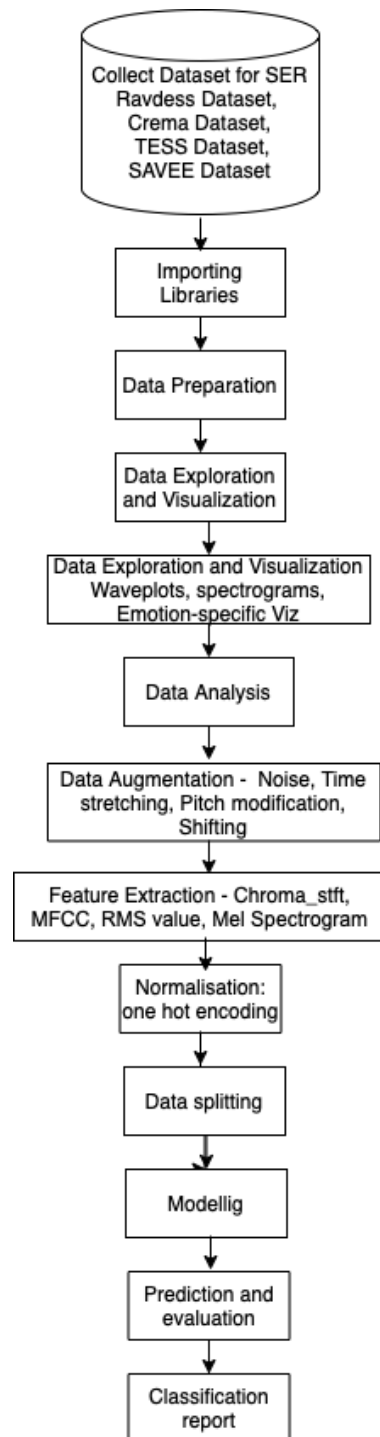 Collect Dataset for SER
Ravdess Dataset,
Crema Dataset,
TESS Dataset,
SAVEE Dataset
Importing
Libraries
Data Preparation
Data Exploration
and Visualization
Data Exploration and Visualization
Waveplots, spectrograms,
Emotion-specific Viz
Data Analysis
Data Augmentation - Noise, Time
stretching, Pitch modification,
Shifting
Feature Extraction - Chroma_stft,
MFCC, RMS value, Mel Spectrogram
Normalisation:
one hot encoding
Data splitting
Modellig
Prediction and
evaluation
Classification
report